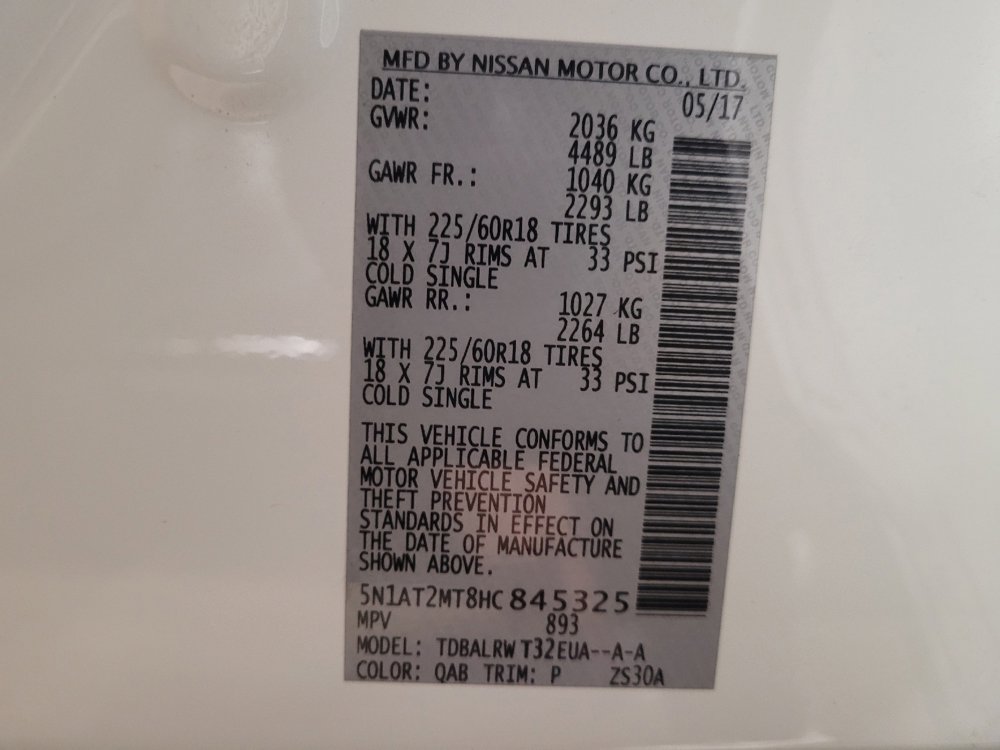 MFD BY NISSAN MOTOR CO., LTD.
DATE: 05/17
GVWR: 2036 KG
4489 LB
GAWR FR.: 1040 KG
2293 LB
WITH 225/60R18 TIRES
18 X 7J RIMS AT 33 PSI
COLD SINGLE
GAWR RR.: 1027 KG
2264 LB
WITH 225/60R18 TIRES
18 X 7J RIMS AT 33 PSI
COLD SINGLE
THIS VEHICLE CONFORMS TO
ALL APPLICABLE FEDERAL
MOTOR VEHICLE SAFETY AND
THEFT PREVENTION
STANDARDS IN EFFECT ON
THE DATE OF MANUFACTURE
SHOWN ABOVE.
5N1AT2MT8HC845325
MPV 893
MODEL: TDBALRW T32EUA--A-A
COLOR: QAB TRIM: P ZS30A